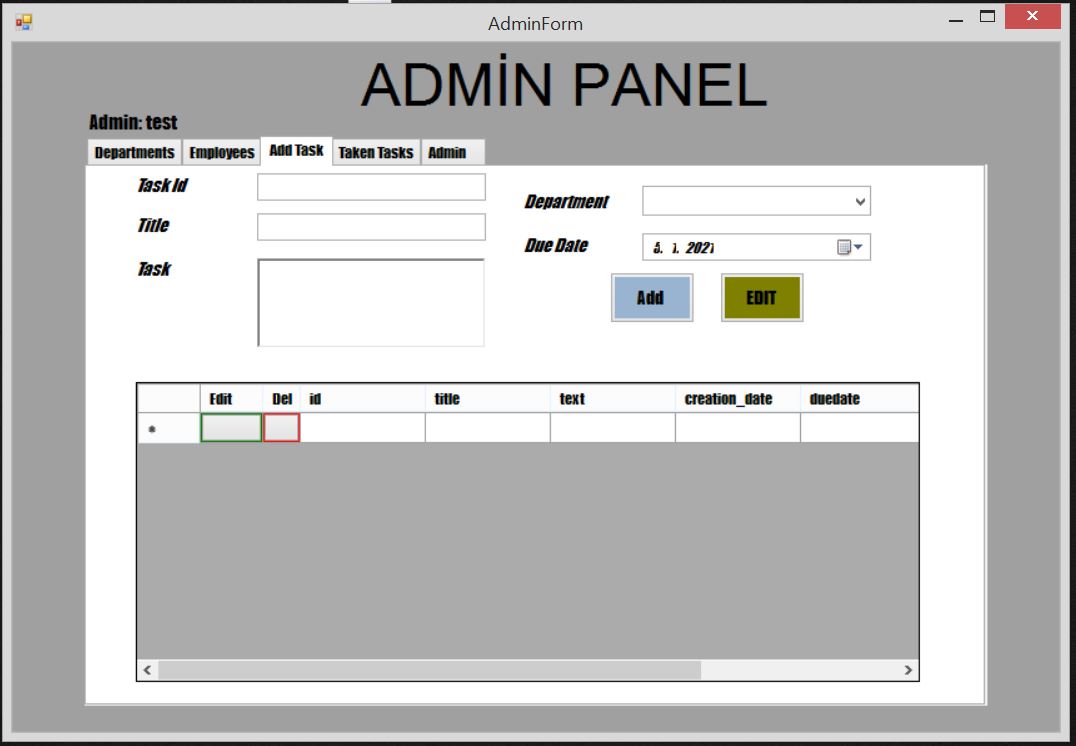 AdminForm
ADMİN PANEL
Admin: test
Departments Employees Add Task Taken Tasks Admin
Task Id
Department
Title
Due Date 5. 1. 2021
Task
Add EDIT
Edit Del id title text creation_date duedate